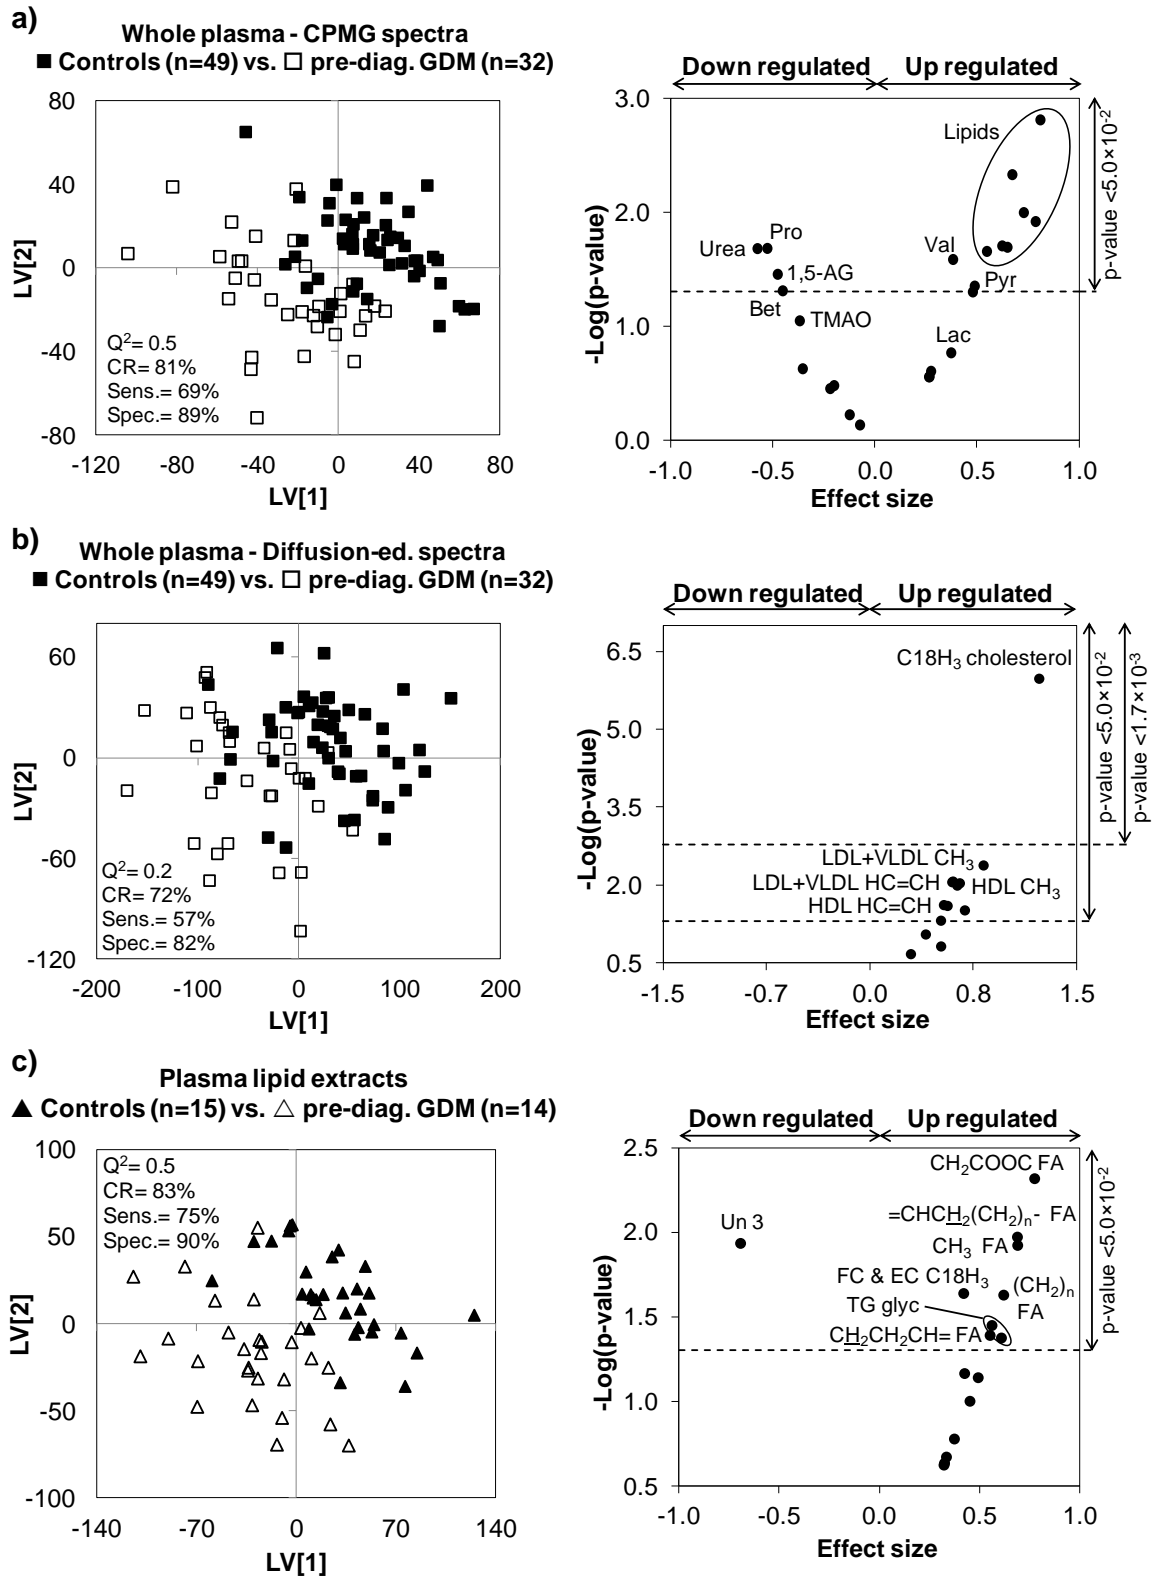 a)
Whole plasma - CPMG spectra
■ Controls (n=49) vs. □ pre-diag. GDM (n=32)
80
40
0
-40
-80
LV[2]
Q²= 0.5
CR= 81%
Sens.= 69%
Spec.= 89%
-120 -80 -40 0 40 80
LV[1]
Down regulated Up regulated
3.0
2.0
1.0
0.0
-Log(p-value)
Lipids
Urea
Pro
Val
1,5-AG
Pyr
Bet
TMAO
Lac
p-value <5.0×10⁻²
-1.0 -0.5 0.0 0.5 1.0
Effect size
b)
Whole plasma - Diffusion-ed. spectra
■ Controls (n=49) vs. □ pre-diag. GDM (n=32)
60
0
-60
-120
LV[2]
Q²= 0.2
CR= 72%
Sens.= 57%
Spec.= 82%
-200 -100 0 100 200
LV[1]
Down regulated Up regulated
6.5
5.0
3.5
2.0
0.5
-Log(p-value)
C18H₃ cholesterol
LDL+VLDL CH₃
LDL+VLDL HC=CH
HDL CH₃
HDL HC=CH
p-value <5.0×10⁻²
p-value <1.7×10⁻³
-1.5 -0.7 0.0 0.8 1.5
Effect size
c)
Plasma lipid extracts
▲ Controls (n=15) vs. △ pre-diag. GDM (n=14)
100
50
0
-50
-100
LV[2]
Q²= 0.5
CR= 83%
Sens.= 75%
Spec.= 90%
-140 -70 0 70 140
LV[1]
Down regulated Up regulated
2.5
2.0
1.5
1.0
0.5
-Log(p-value)
CH₂COOC FA
Un 3
=CHCH₂(CH₂)ₙ- FA
CH₃ FA
FC & EC C18H₃
(CH₂)ₙ
FA
TG glyc
CH₂CH₂CH= FA
p-value <5.0×10⁻²
-1.0 -0.5 0.0 0.5 1.0
Effect size